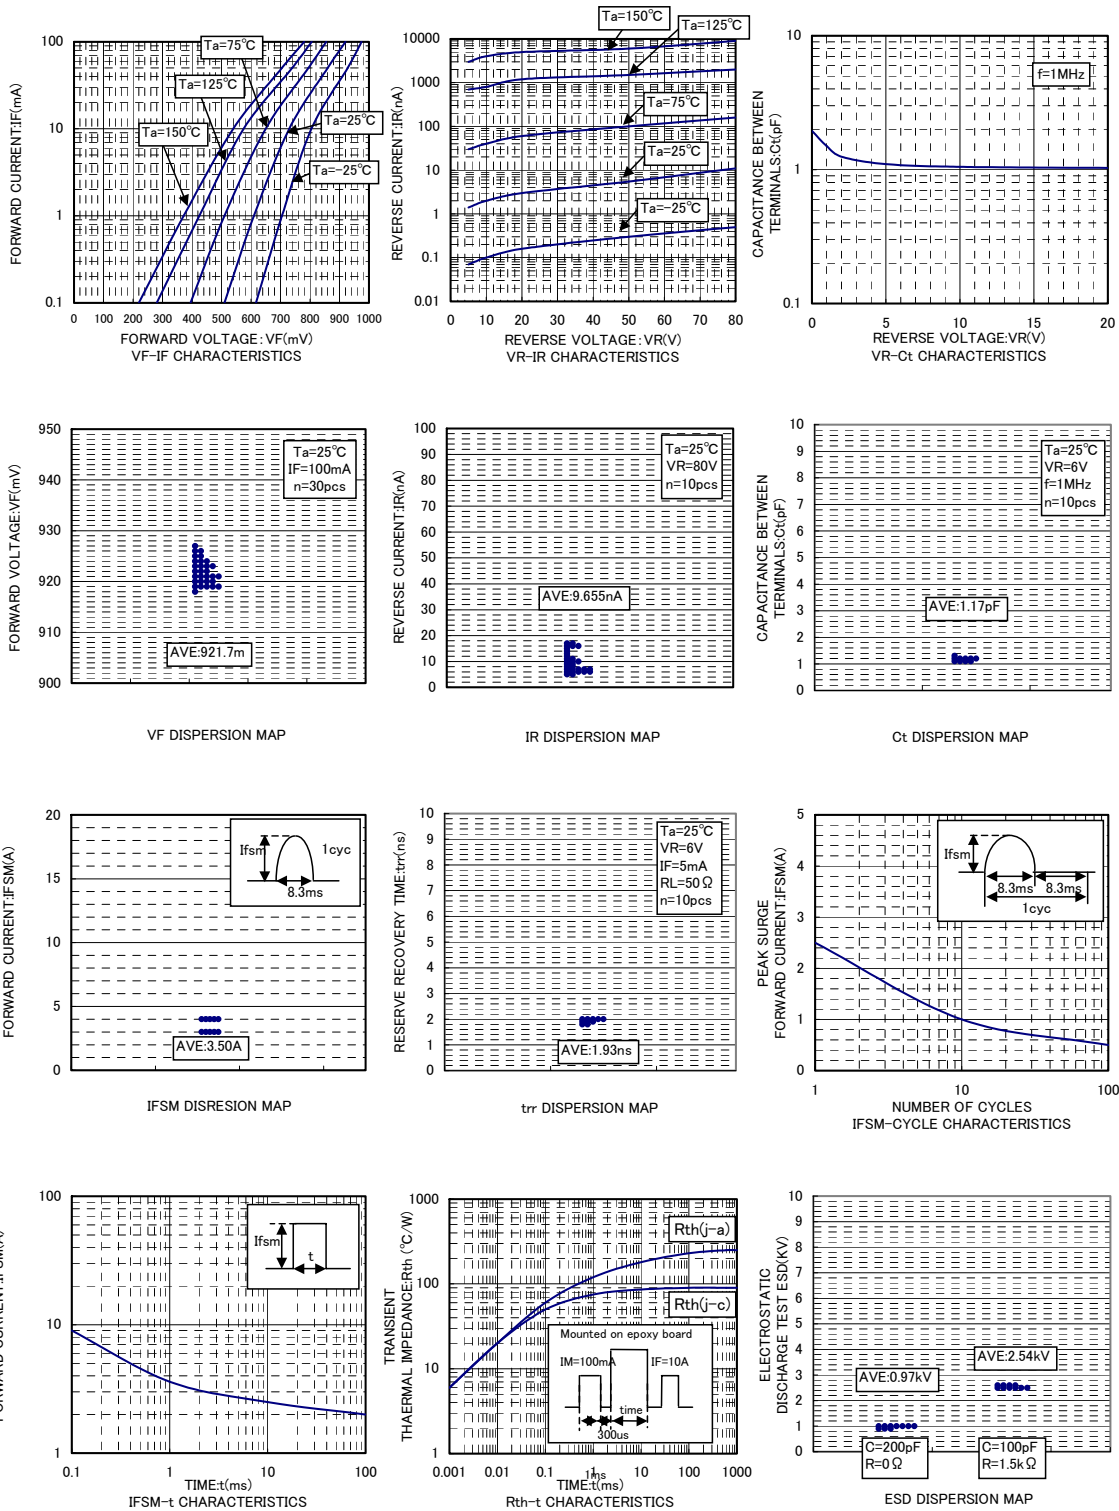 FORWARD CURRENT:IF(mA)
100
10
1
0.1
Ta=75℃
Ta=125℃
Ta=150℃
Ta=25℃
Ta=-25℃
0 100 200 300 400 500 600 700 800 900 1000
FORWARD VOLTAGE:VF(mV)
VF-IF CHARACTERISTICS
REVERSE CURRENT:IR(nA)
10000
1000
100
10
1
0.1
0.01
Ta=150℃
Ta=125℃
Ta=75℃
Ta=25℃
Ta=-25℃
0 10 20 30 40 50 60 70 80
REVERSE VOLTAGE:VR(V)
VR-IR CHARACTERISTICS
CAPACITANCE BETWEEN
TERMINALS:Ct(pF)
10
1
0.1
f=1MHz
0 5 10 15 20
REVERSE VOLTAGE:VR(V)
VR-Ct CHARACTERISTICS
FORWARD VOLTAGE:VF(mV)
950
940
930
920
910
900
Ta=25℃
IF=100mA
n=30pcs
AVE:921.7m
VF DISPERSION MAP
REVERSE CURRENT:IR(nA)
100
90
80
70
60
50
40
30
20
10
0
Ta=25℃
VR=80V
n=10pcs
AVE:9.655nA
IR DISPERSION MAP
CAPACITANCE BETWEEN
TERMINALS:Ct(pF)
10
9
8
7
6
5
4
3
2
1
0
Ta=25℃
VR=6V
f=1MHz
n=10pcs
AVE:1.17pF
Ct DISPERSION MAP
FORWARD CURRENT:IFSM(A)
20
15
10
5
0
Ifsm
1cyc
8.3ms
AVE:3.50A
IFSM DISRESION MAP
RESERVE RECOVERY TIME:trr(ns)
10
9
8
7
6
5
4
3
2
1
0
Ta=25℃
VR=6V
IF=5mA
RL=50Ω
n=10pcs
AVE:1.93ns
trr DISPERSION MAP
PEAK SURGE
FORWARD CURRENT:IFSM(A)
5
4
3
2
1
0
Ifsm
8.3ms 8.3ms
1cyc
1 10 100
NUMBER OF CYCLES
IFSM-CYCLE CHARACTERISTICS
100
10
1
Ifsm
t
0.1 1 10 100
TIME:t(ms)
IFSM-t CHARACTERISTICS
TRANSIENT
THAERMAL IMPEDANCE:Rth (℃/W)
1000
100
10
1
Rth(j-a)
Rth(j-c)
Mounted on epoxy board
IM=100mA IF=10A
time
300us
1ms
0.001 0.01 0.1 1 10 100 1000
TIME:t(ms)
Rth-t CHARACTERISTICS
ELECTROSTATIC
DISCHARGE TEST ESD(KV)
10
9
8
7
6
5
4
3
2
1
0
AVE:2.54kV
AVE:0.97kV
C=200pF
R=0Ω
C=100pF
R=1.5kΩ
ESD DISPERSION MAP